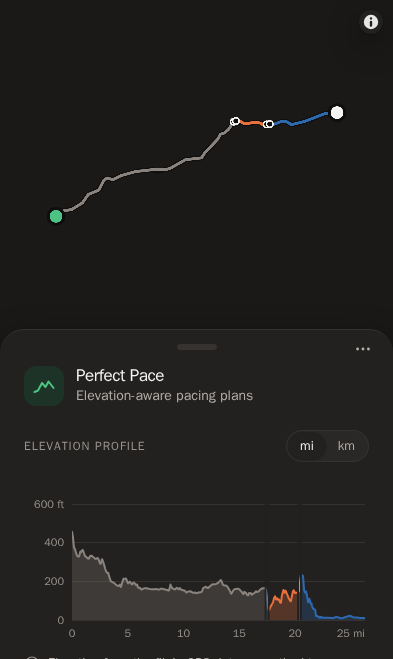 Perfect Pace
Elevation-aware pacing plans
ELEVATION PROFILE
mi
km
600 ft
400
200
0
0
5
10
15
20
25 mi